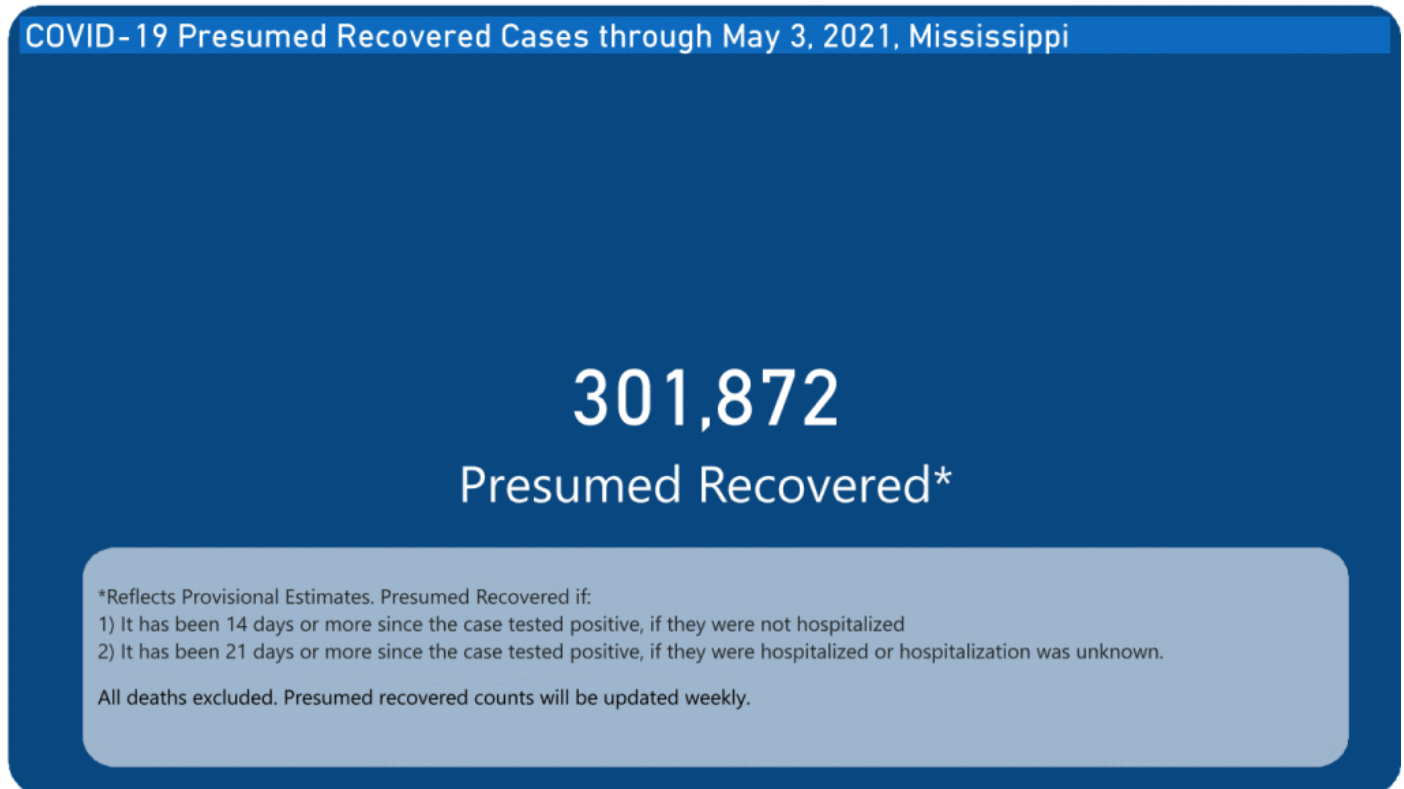 COVID-19 Presumed Recovered Cases through May 3, 2021, Mississippi
301,872
Presumed Recovered*
*Reflects Provisional Estimates. Presumed Recovered if:
1) It has been 14 days or more since the case tested positive, if they were not hospitalized
2) It has been 21 days or more since the case tested positive, if they were hospitalized or hospitalization was unknown.
All deaths excluded. Presumed recovered counts will be updated weekly.